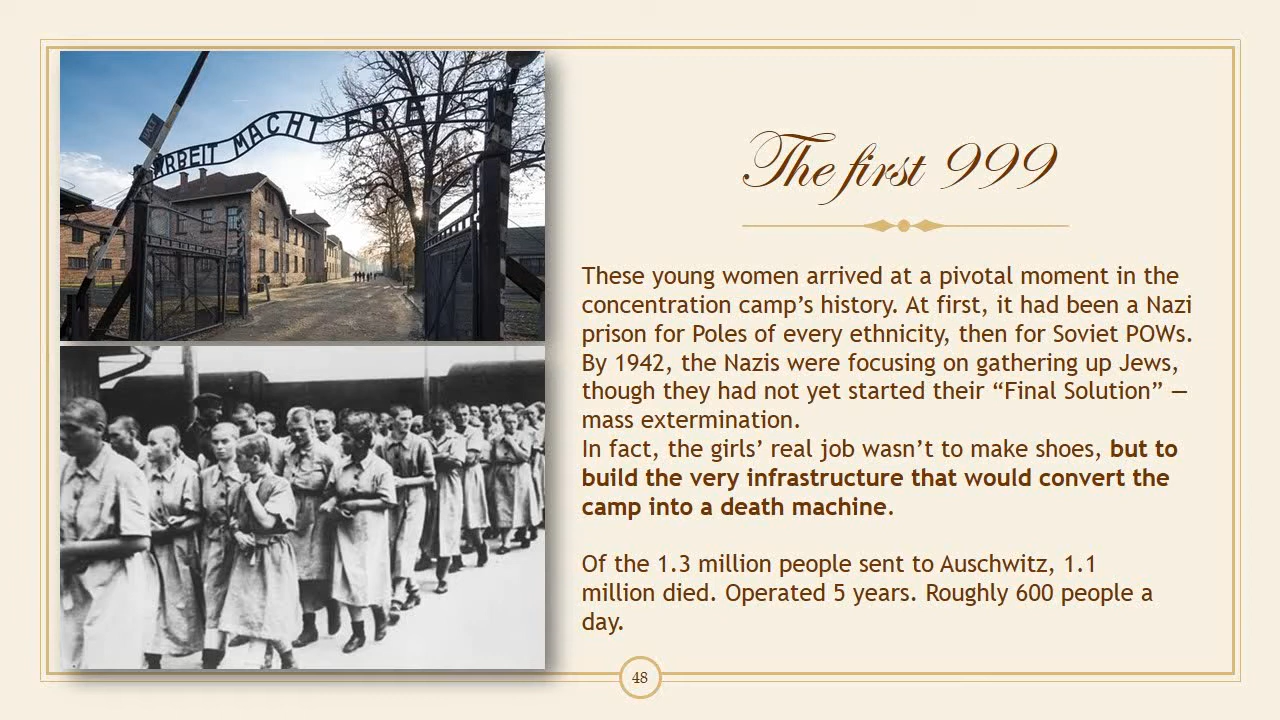 ARBEIT MACHT FREI
The first 999
These young women arrived at a pivotal moment in the
concentration camp’s history. At first, it had been a Nazi
prison for Poles of every ethnicity, then for Soviet POWs.
By 1942, the Nazis were focusing on gathering up Jews,
though they had not yet started their “Final Solution” —
mass extermination.
In fact, the girls’ real job wasn’t to make shoes, but to
build the very infrastructure that would convert the
camp into a death machine.
Of the 1.3 million people sent to Auschwitz, 1.1
million died. Operated 5 years. Roughly 600 people a
day.
48